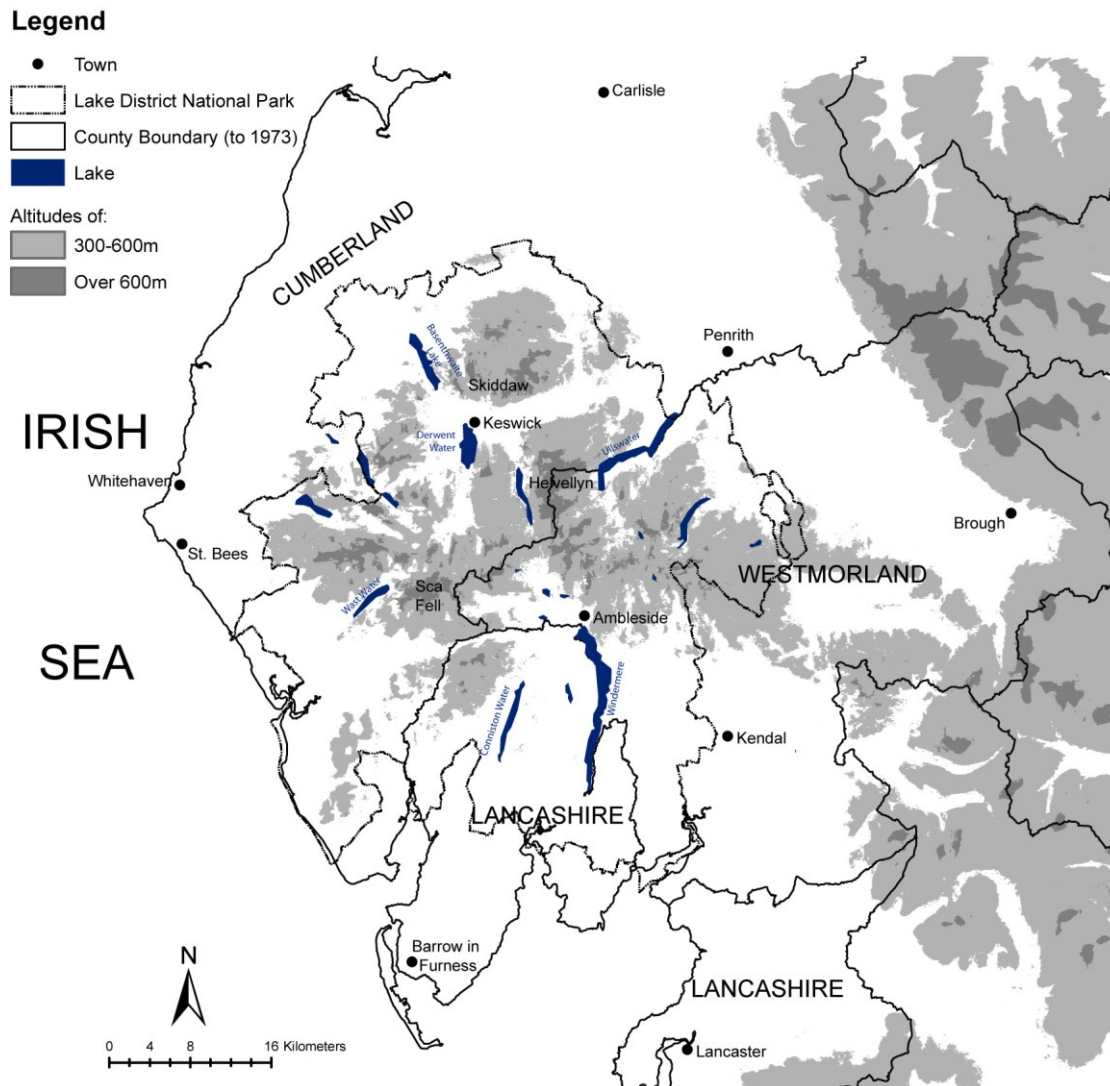 Legend
Town
Lake District National Park
County Boundary (to 1973)
Lake
Altitudes of:
300-600m
Over 600m
Carlisle
CUMBERLAND
Penrith
Basenthwaite
Lake
Skiddaw
IRISH
Keswick
Derwent
Water
Ullswater
Whitehaven
Helvellyn
Brough
St. Bees
WESTMORLAND
Wast Water
Sca
Fell
Ambleside
SEA
Windermere
Conniston Water
Kendal
LANCASHIRE
Barrow in
Furness
N
LANCASHIRE
0 4 8 16 Kilometers
Lancaster